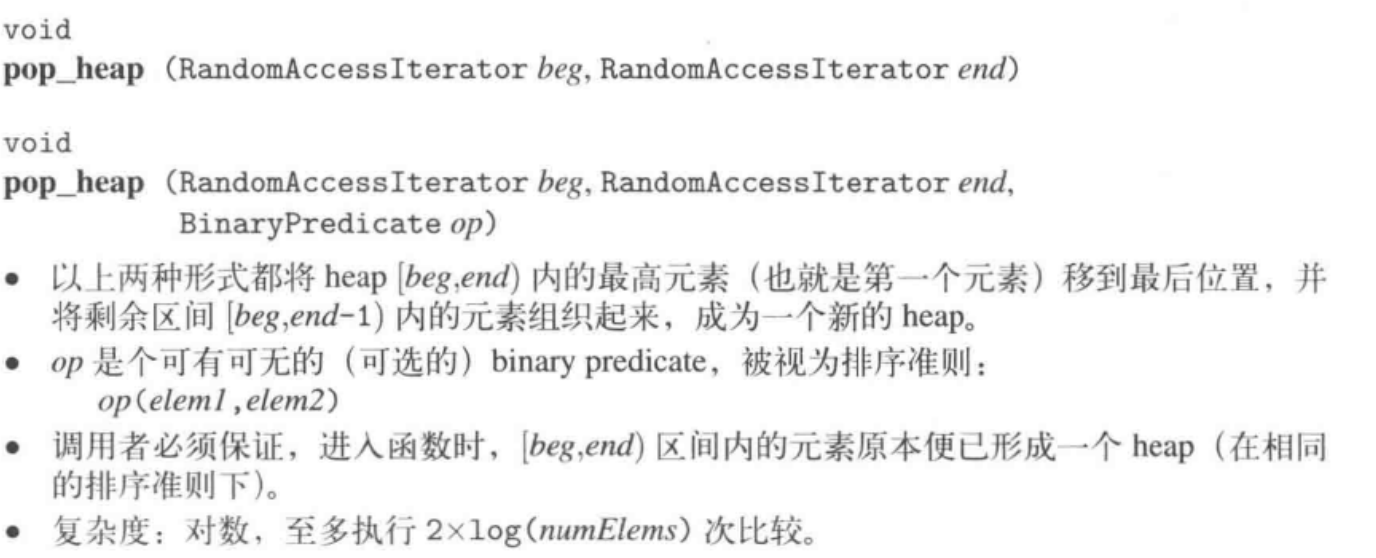 void
pop_heap (RandomAccessIterator beg, RandomAccessIterator end)
void
pop_heap (RandomAccessIterator beg, RandomAccessIterator end,
BinaryPredicate op)
• 以上两种形式都将 heap [beg,end) 内的最高元素（也就是第一个元素）移到最后位置，并
将剩余区间 [beg,end-1) 内的元素组织起来，成为一个新的 heap。
• op 是个可有可无的（可选的）binary predicate，被视为排序准则：
op(elem1,elem2)
• 调用者必须保证，进入函数时，[beg,end) 区间内的元素原本便已形成一个 heap（在相同
的排序准则下）。
• 复杂度：对数，至多执行 2×log(numElems) 次比较。